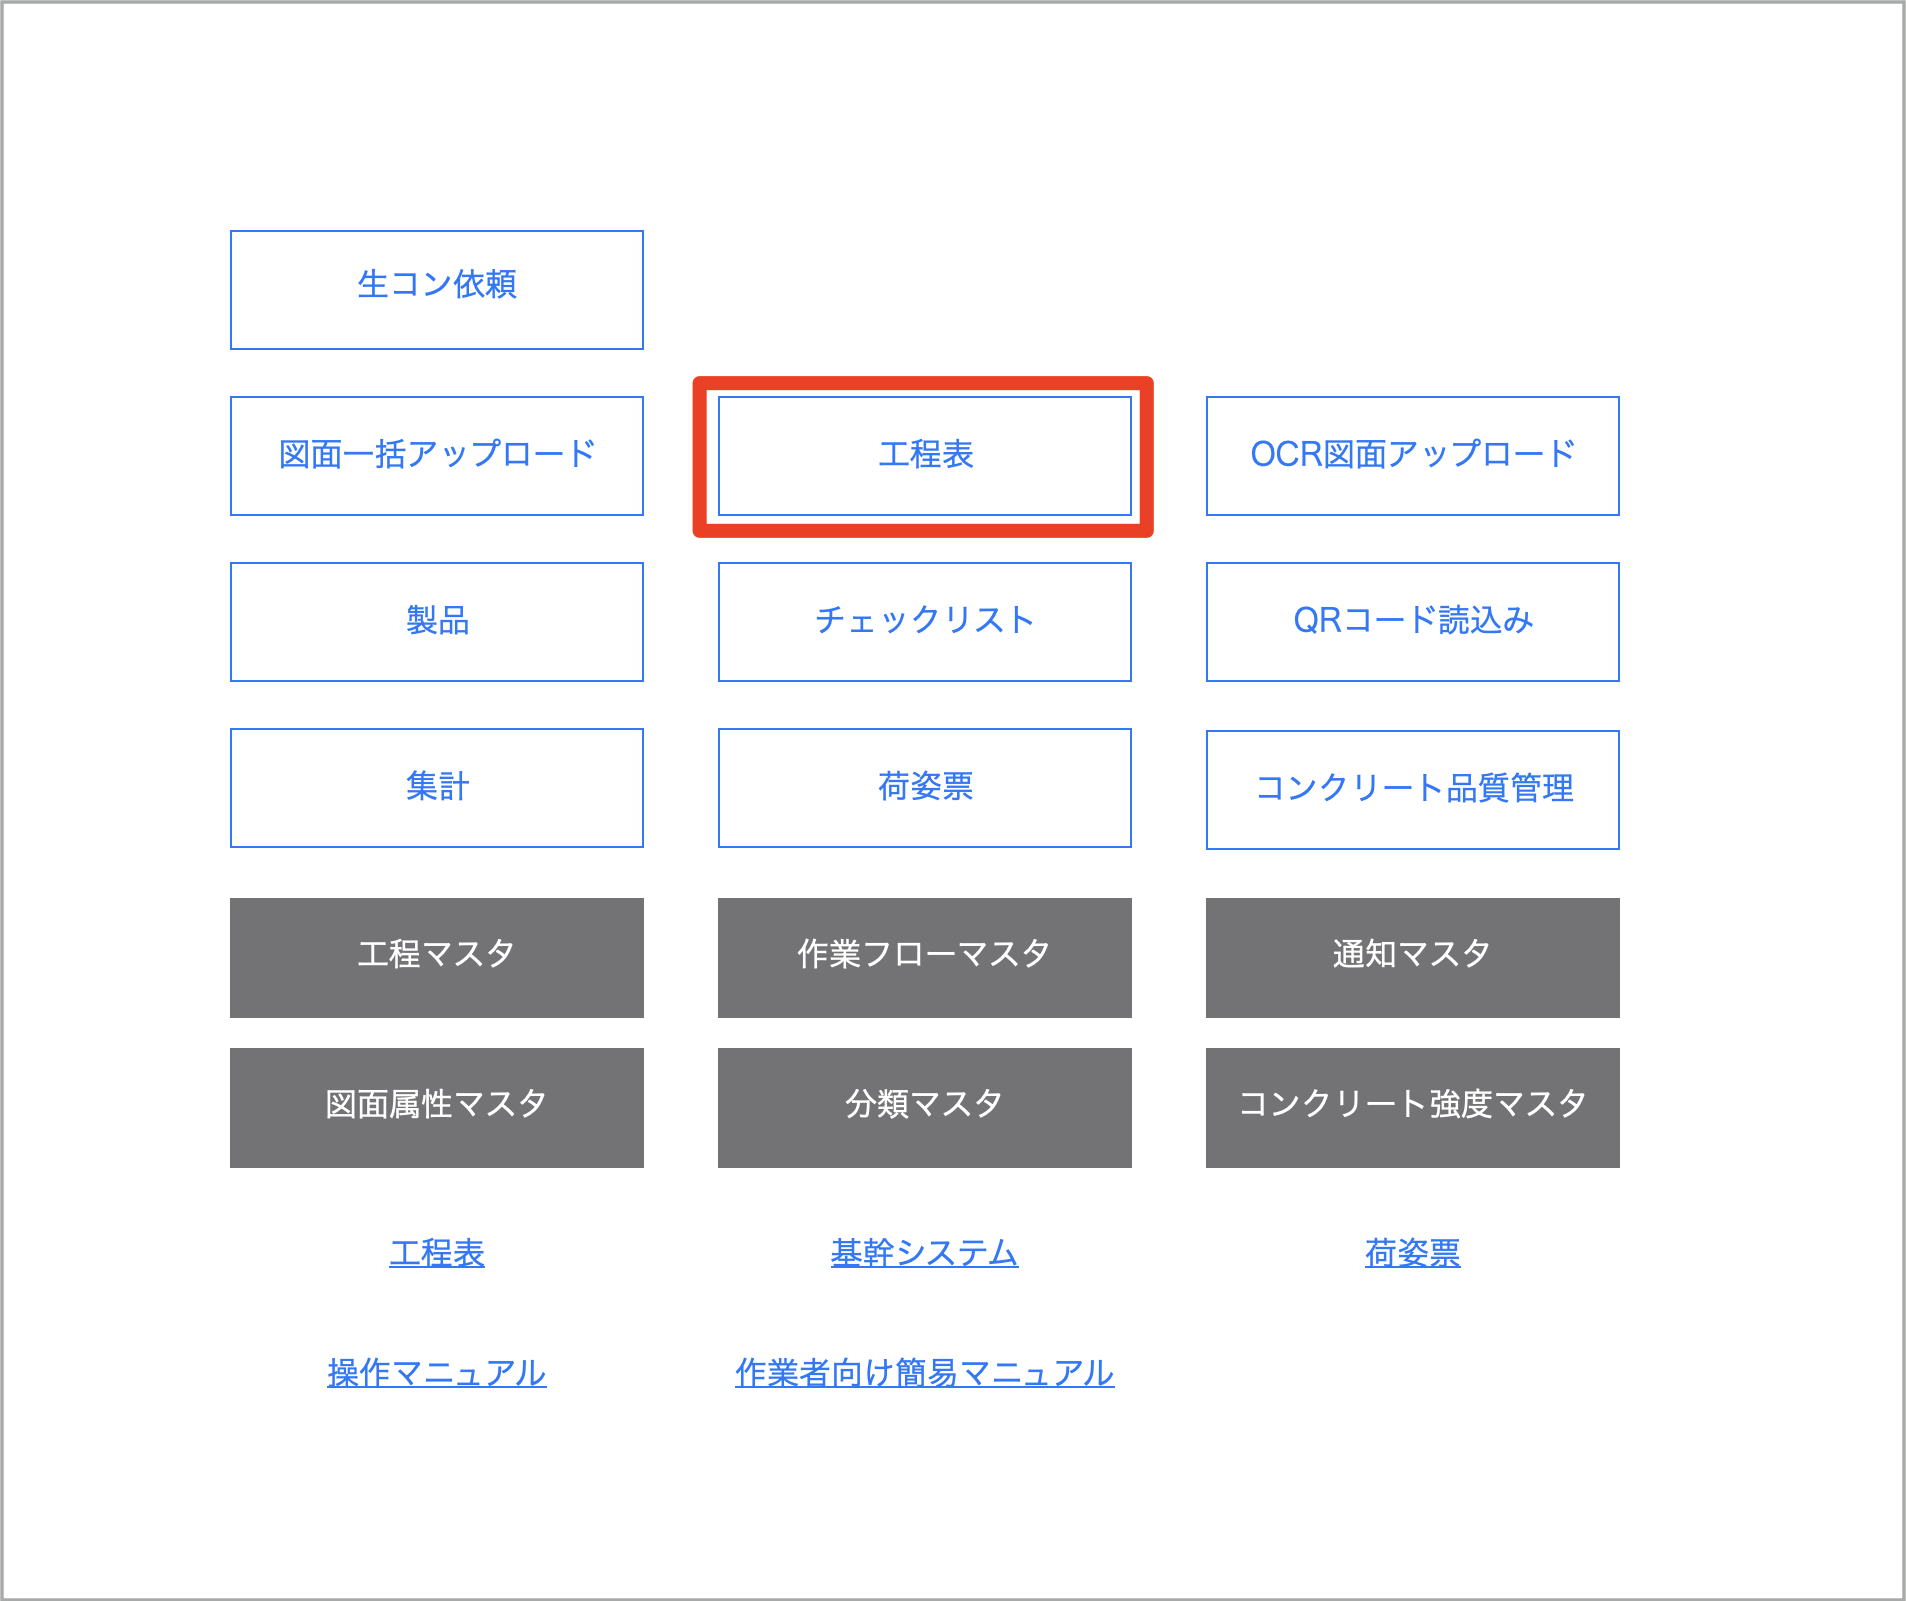 生コン依頼
図面一括アップロード
工程表
OCR図面アップロード
製品
チェックリスト
QRコード読込み
集計
荷姿票
コンクリート品質管理
工程マスタ
作業フローマスタ
通知マスタ
図面属性マスタ
分類マスタ
コンクリート強度マスタ
工程表
基幹システム
荷姿票
操作マニュアル
作業者向け簡易マニュアル